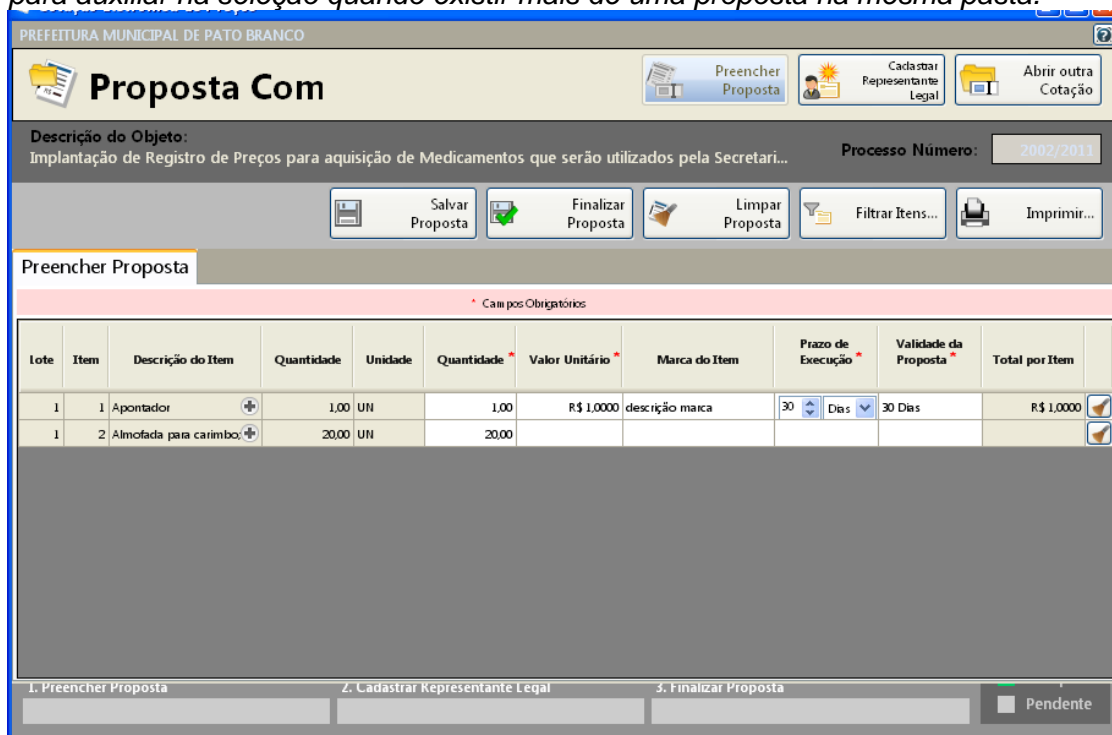 para auxiliar na seleção quando existir mais de uma proposta na mesma pasta.
PREFEITURA MUNICIPAL DE PATO BRANCO
Proposta Com
Preencher Proposta
Cadastrar Representante Legal
Abrir outra Cotação
Descrição do Objeto:
Implantação de Registro de Preços para aquisição de Medicamentos que serão utilizados pela Secretari...
Processo Número: 2002/2011
Salvar Proposta
Finalizar Proposta
Limpar Proposta
Filtrar Itens...
Imprimir...
Preencher Proposta
* Campos Obrigatórios
Lote Item Descrição do Item Quantidade Unidade Quantidade * Valor Unitário * Marca do Item Prazo de Execução * Validade da Proposta * Total por Item
1 1 Apontador 1,00 UN 1,00 R$ 1,0000 descrição marca 30 Dias 30 Dias R$ 1,0000
1 2 Almofada para carimbo; 20,00 UN 20,00
1. Preencher Proposta 2. Cadastrar Representante Legal 3. Finalizar Proposta
Pendente